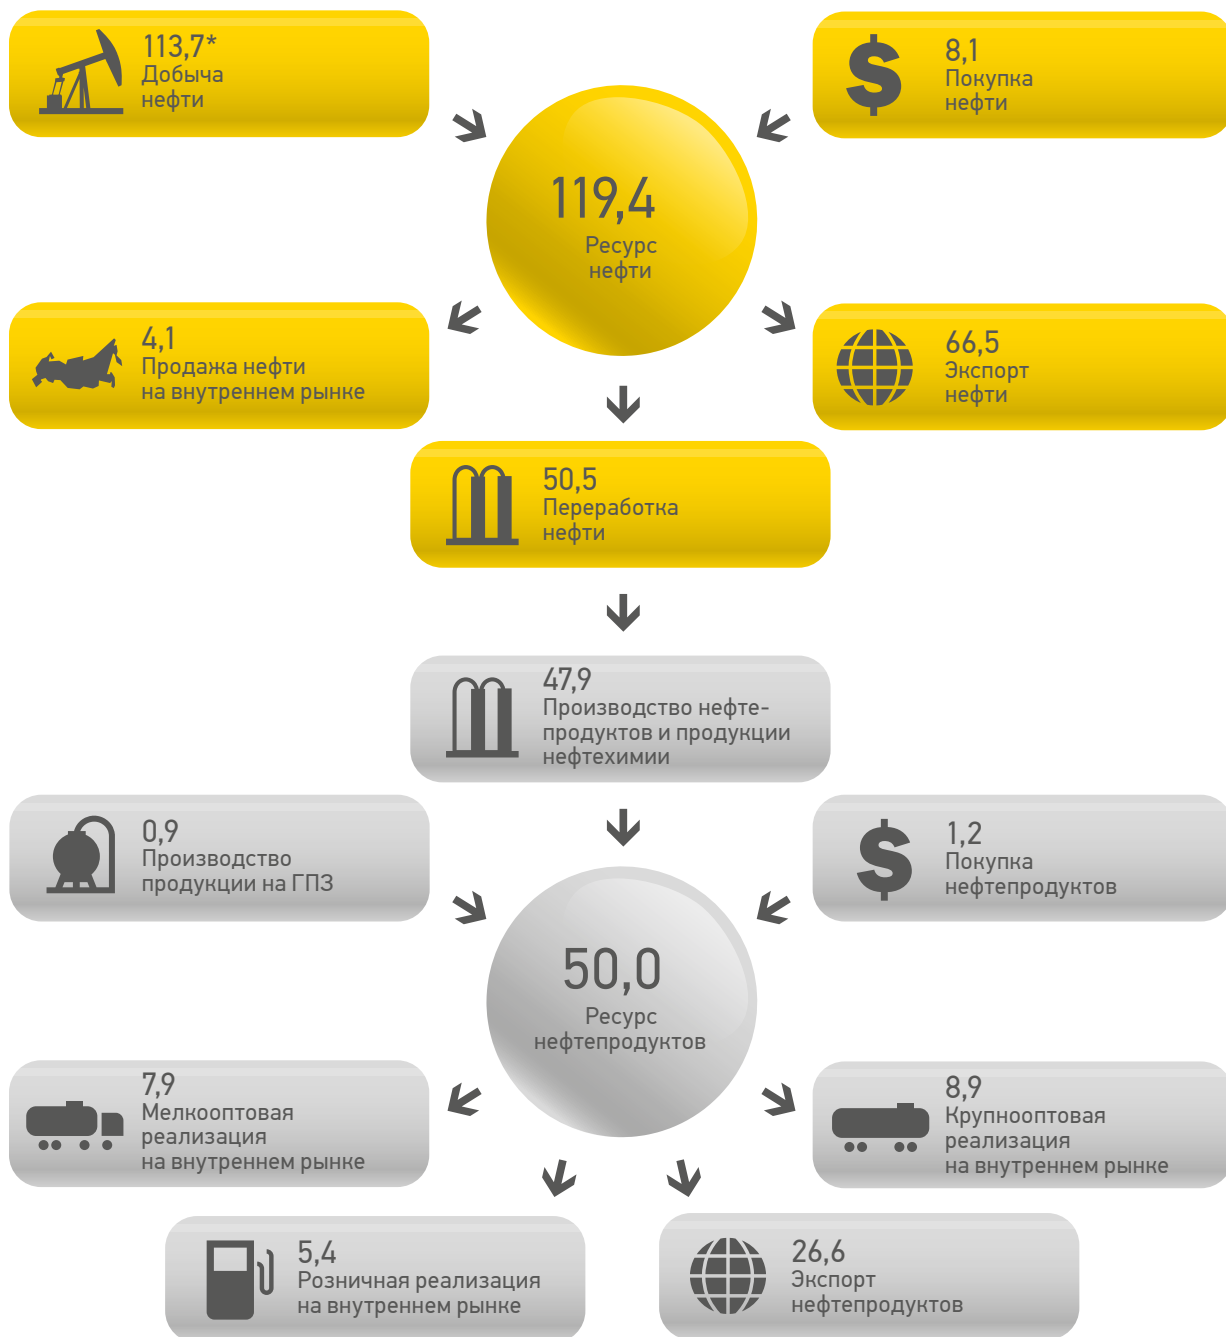 113,7*
Добыча
нефти
8,1
Покупка
нефти
119,4
Ресурс
нефти
4,1
Продажа нефти
на внутреннем рынке
66,5
Экспорт
нефти
50,5
Переработка
нефти
47,9
Производство нефте-
продуктов и продукции
нефтехимии
0,9
Производство
продукции на ГПЗ
1,2
Покупка
нефтепродуктов
50,0
Ресурс
нефтепродуктов
7,9
Мелкооптовая
реализация
на внутреннем рынке
8,9
Крупнооптовая
реализация
на внутреннем рынке
5,4
Розничная реализация
на внутреннем рынке
26,6
Экспорт
нефтепродуктов